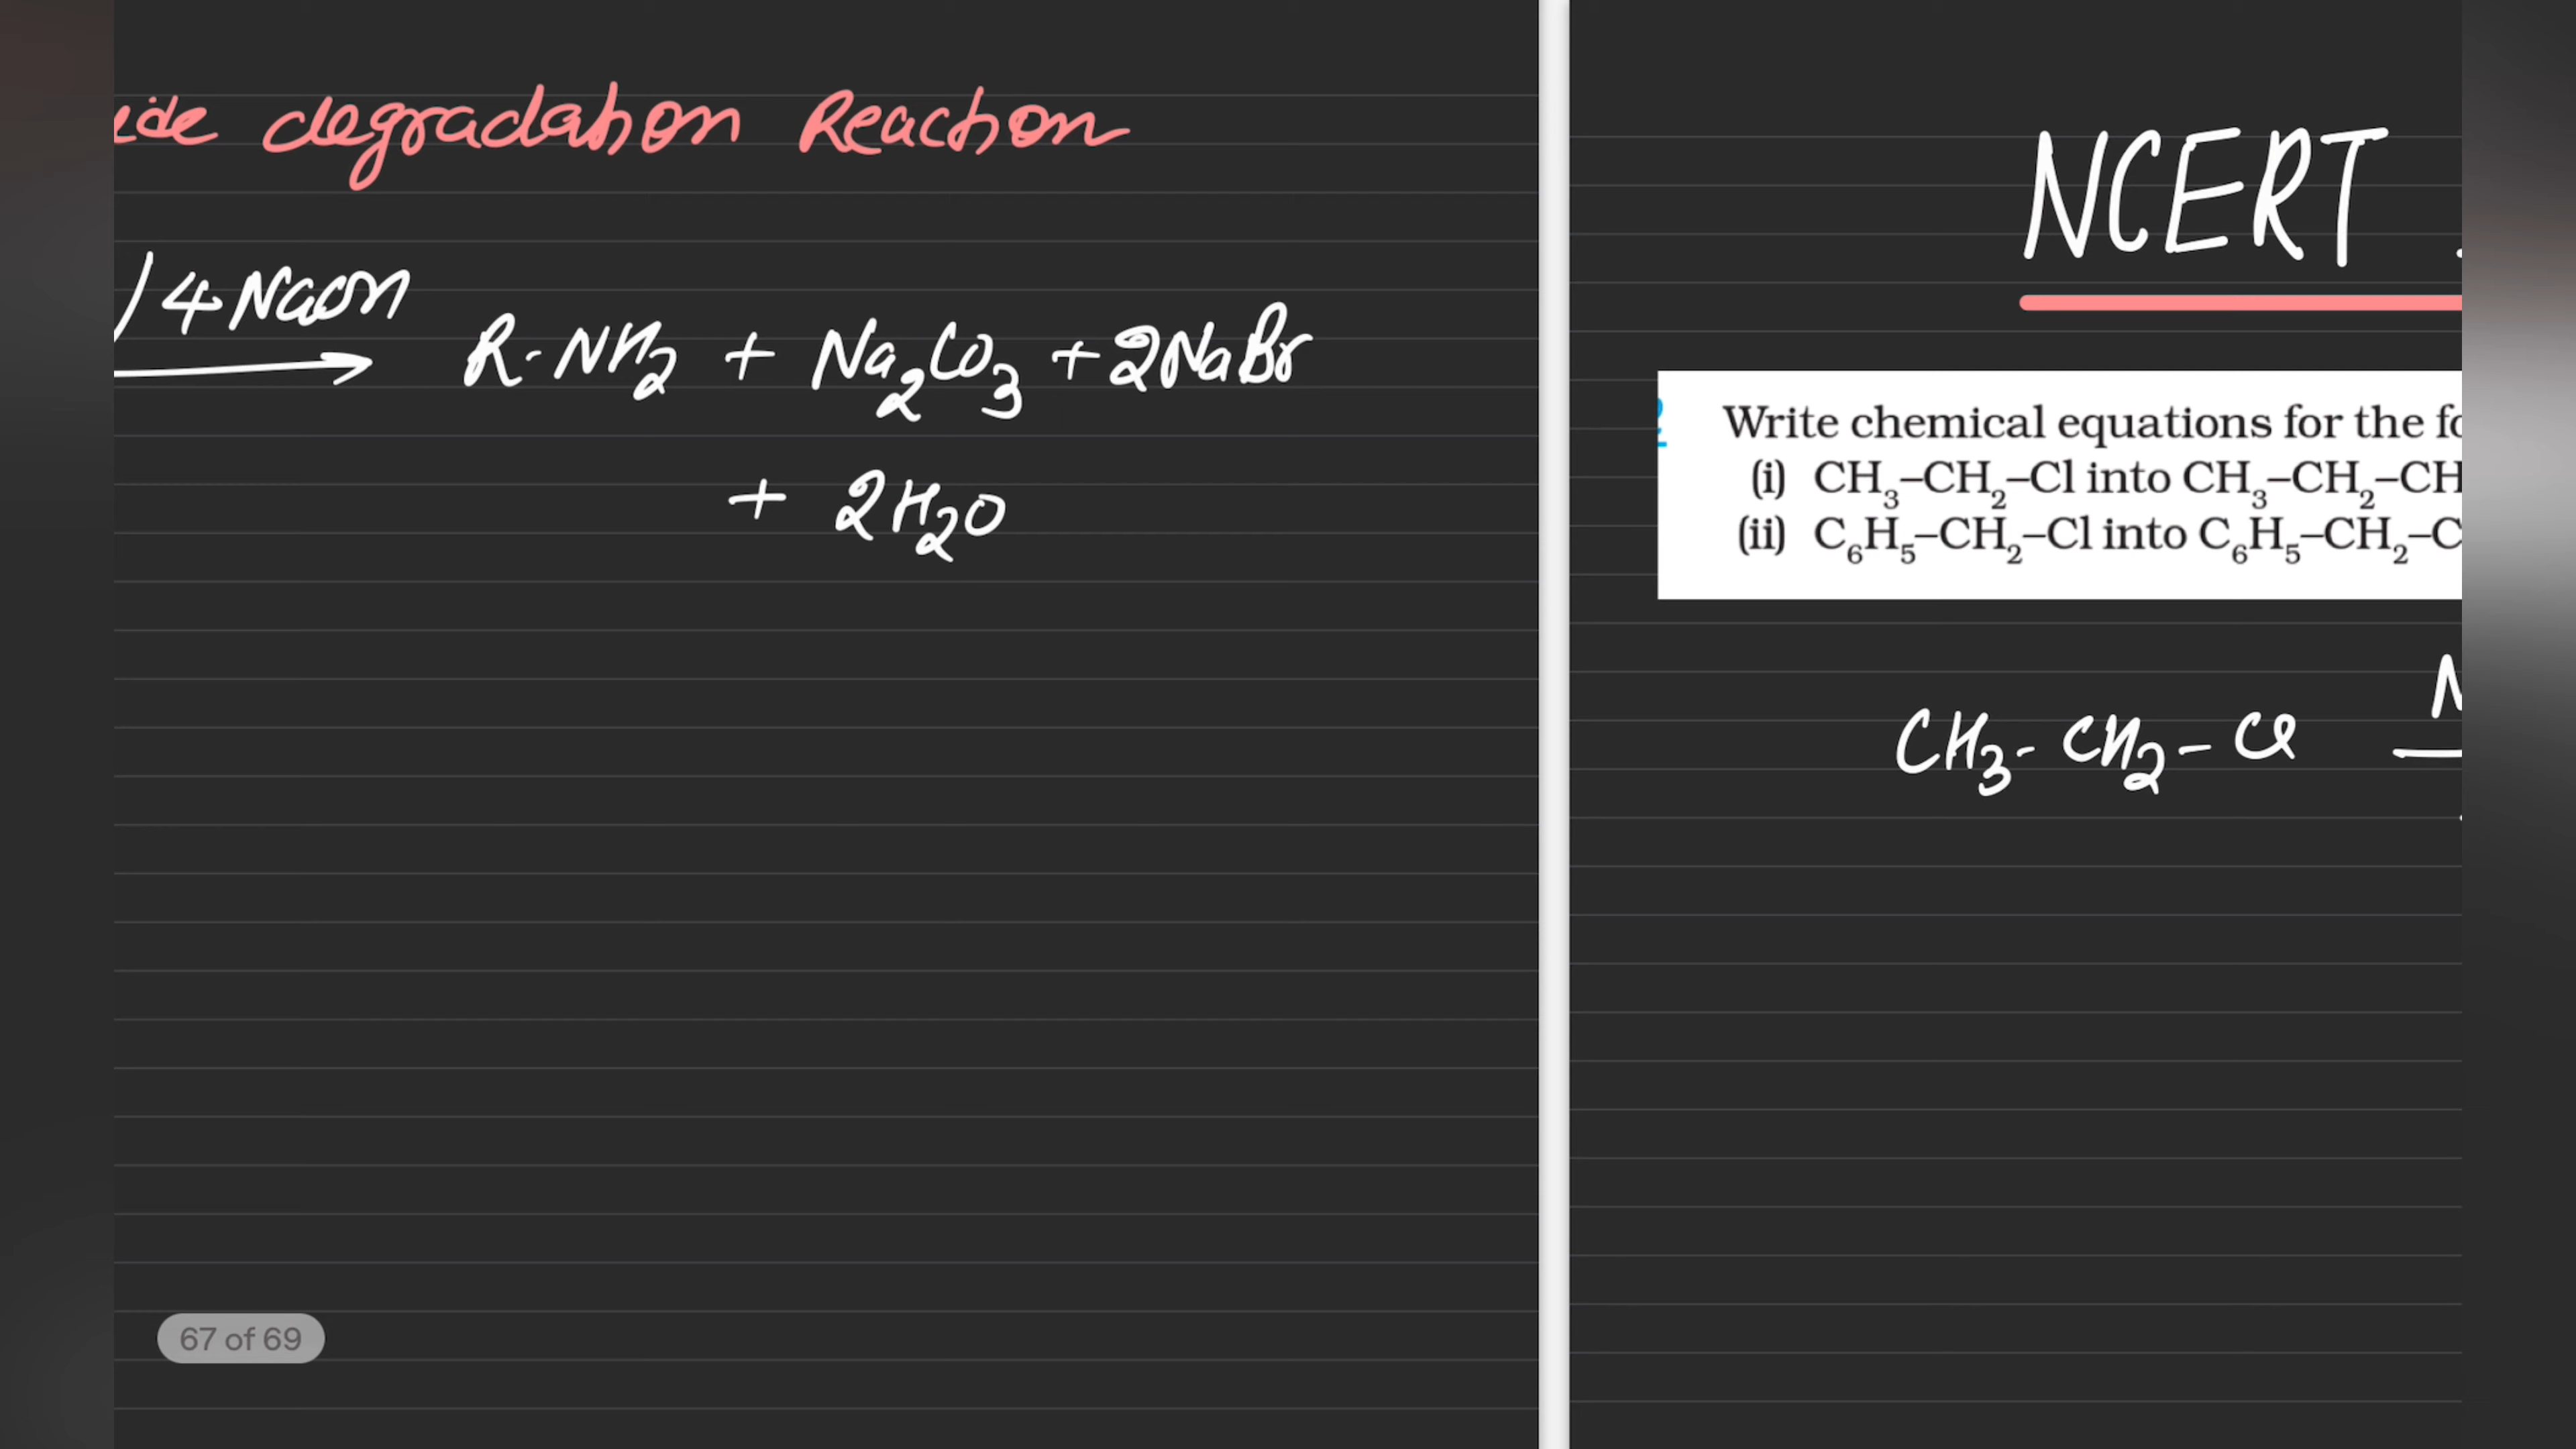 degradation Reaction
/ 4 NaOH
R-NH2 + Na2CO3 + 2NaBr
+ 2H2O
67 of 69
NCERT
Write chemical equations for the
(i) CH3–CH2–Cl into CH3–CH2–CH
(ii) C6H5–CH2–Cl into C6H5–CH2–C
CH3-CH2-Cl